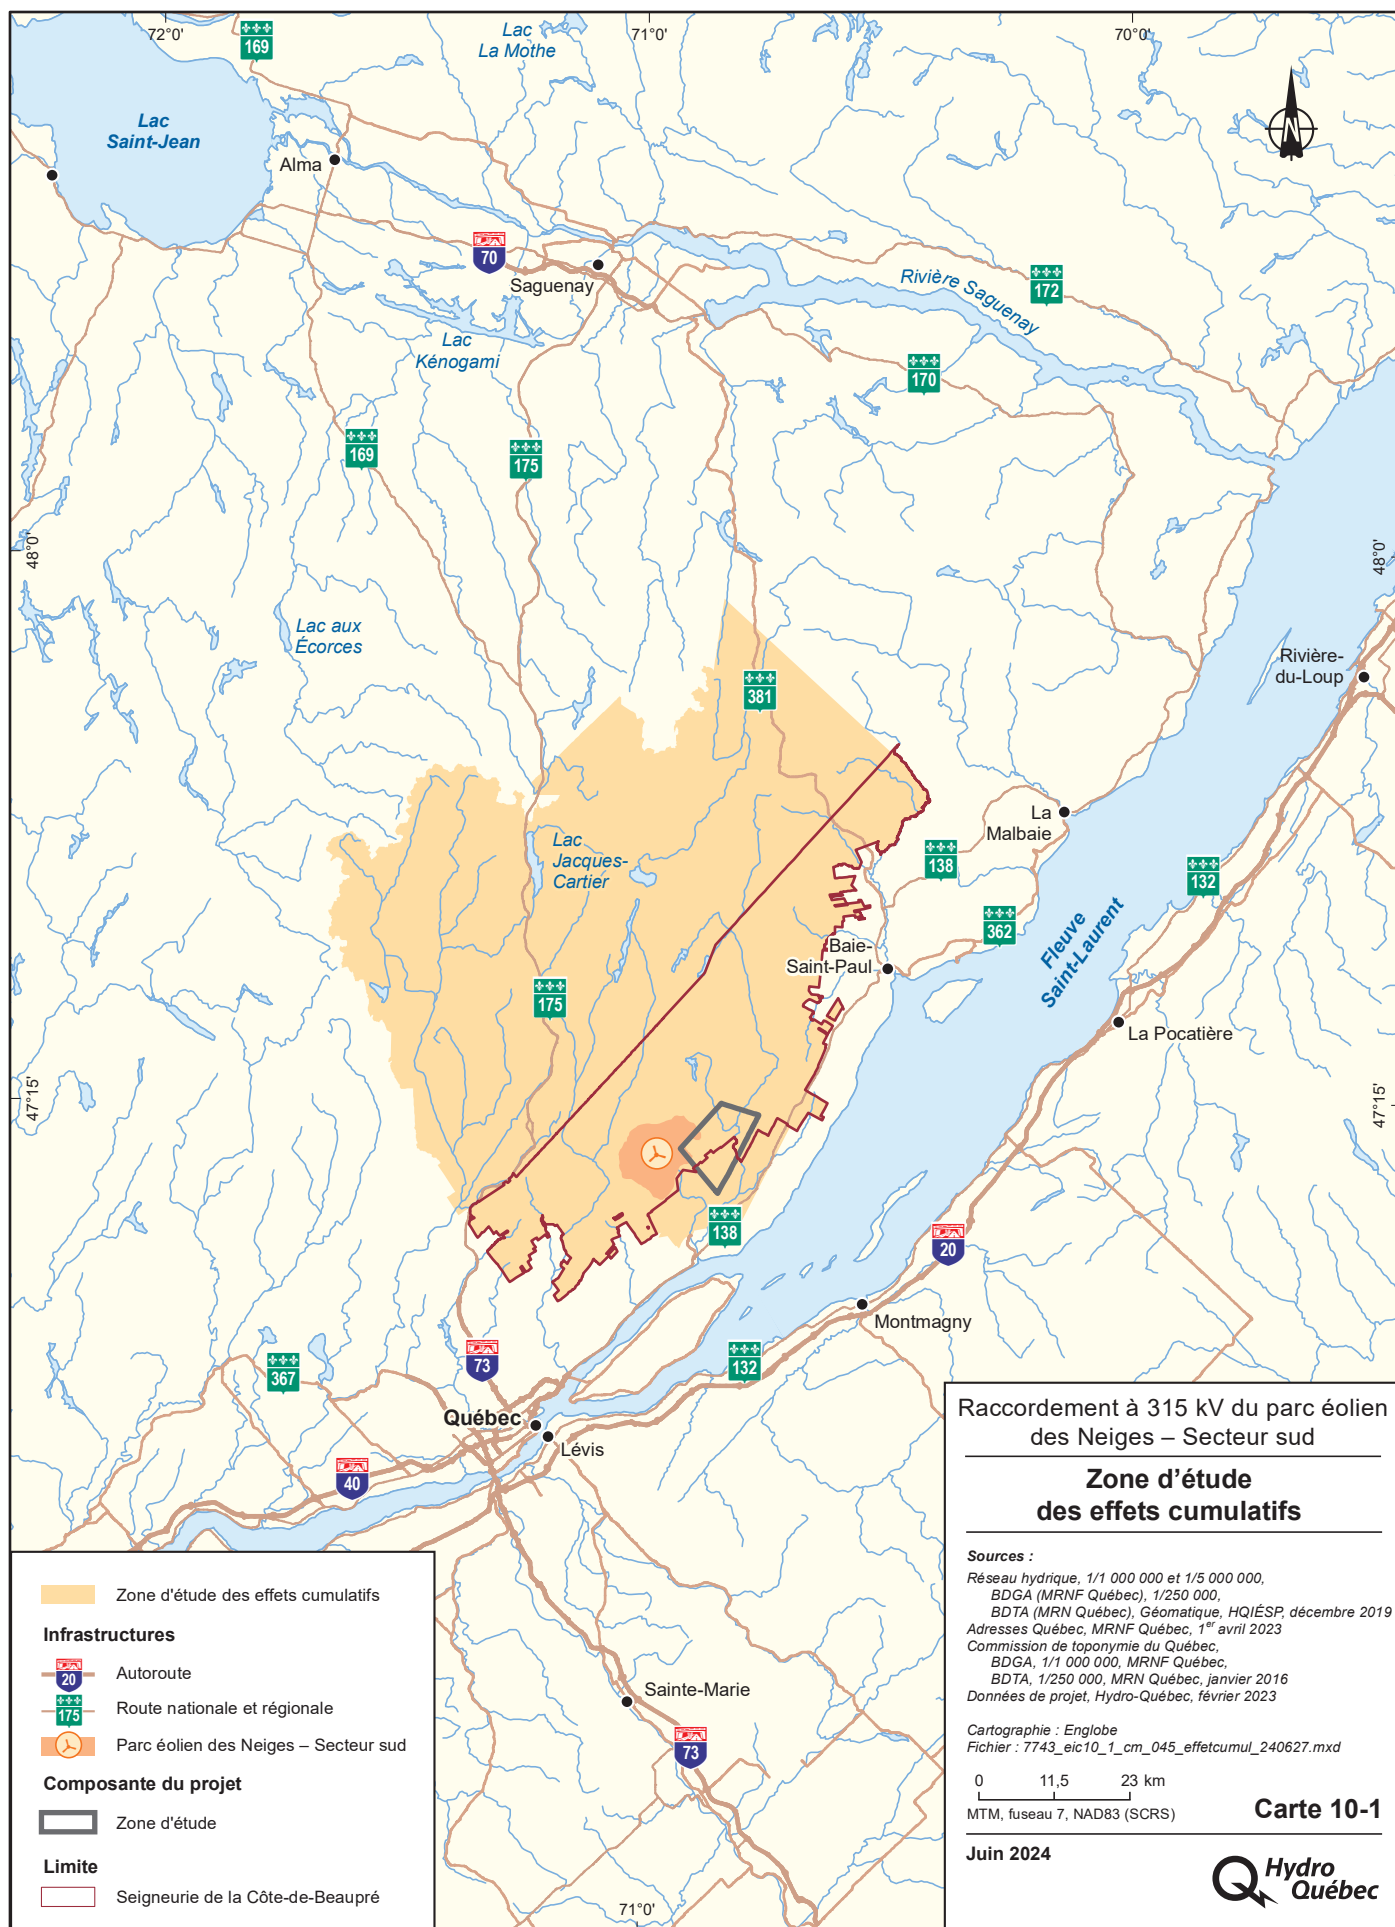 72°0'
71°0'
70°0'
169
Lac
La Mothe
Lac
Saint-Jean
Alma
70
Saguenay
Rivière Saguenay
172
Lac
Kénogami
170
169
175
48°0'
48°0'
Lac aux
Écorces
381
Rivière-
du-Loup
La
Malbaie
Lac
Jacques-
Cartier
138
132
362
Baie-
Saint-Paul
Fleuve
Saint-Laurent
175
La Pocatière
47°15'
47°15'
138
20
Montmagny
73
132
367
Québec
Lévis
40
Sainte-Marie
73
71°0'
Zone d'étude des effets cumulatifs
Infrastructures
20
Autoroute
175
Route nationale et régionale
Parc éolien des Neiges – Secteur sud
Composante du projet
Zone d'étude
Limite
Seigneurie de la Côte-de-Beaupré
Raccordement à 315 kV du parc éolien
des Neiges – Secteur sud
Zone d'étude
des effets cumulatifs
Sources :
Réseau hydrique, 1/1 000 000 et 1/5 000 000,
BDGA (MRNF Québec), 1/250 000,
BDTA (MRN Québec), Géomatique, HQIÉSP, décembre 2019
Adresses Québec, MRNF Québec, 1er avril 2023
Commission de toponymie du Québec,
BDGA, 1/1 000 000, MRNF Québec,
BDTA, 1/250 000, MRN Québec, janvier 2016
Données de projet, Hydro-Québec, février 2023
Cartographie : Englobe
Fichier : 7743_eic10_1_cm_045_effetcumul_240627.mxd
0 11,5 23 km
MTM, fuseau 7, NAD83 (SCRS)
Carte 10-1
Juin 2024
Hydro
Québec
N